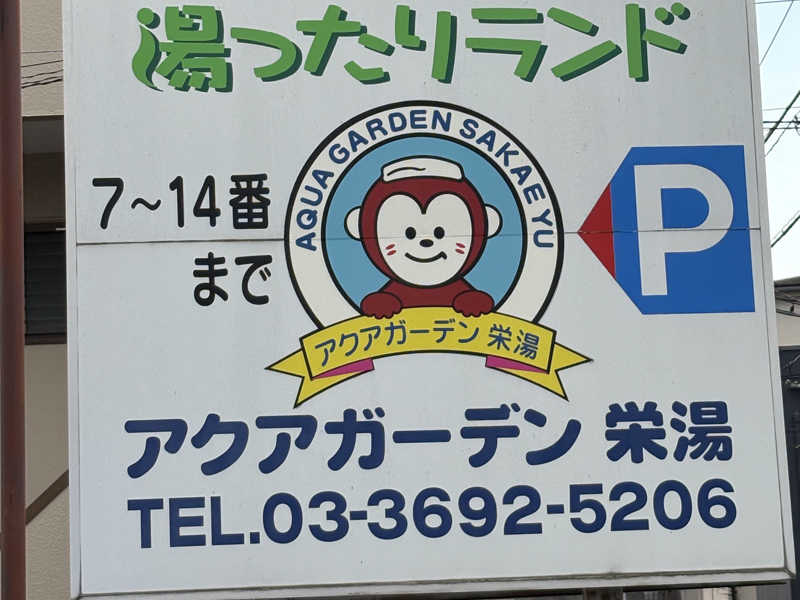 湯ったりランド
AQUA GARDEN SAKAE YU
7～14番
まで
P
アクアガーデン 栄湯
アクアガーデン 栄湯
TEL.03-3692-5206